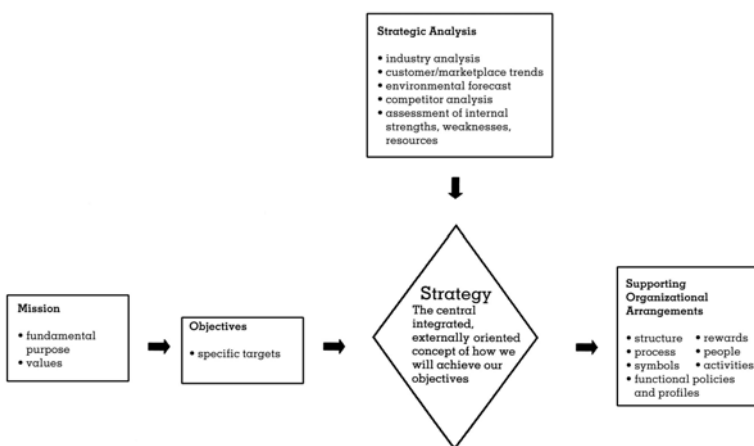 Strategic Analysis
• industry analysis
• customer/marketplace trends
• environmental forecast
• competitor analysis
• assessment of internal
strengths, weaknesses,
resources
Mission
• fundamental
purpose
• values
Objectives
• specific targets
Strategy
The central
integrated,
externally oriented
concept of how we
will achieve our
objectives
Supporting
Organizational
Arrangements
• structure • rewards
• process • people
• symbols • activities
• functional policies
and profiles